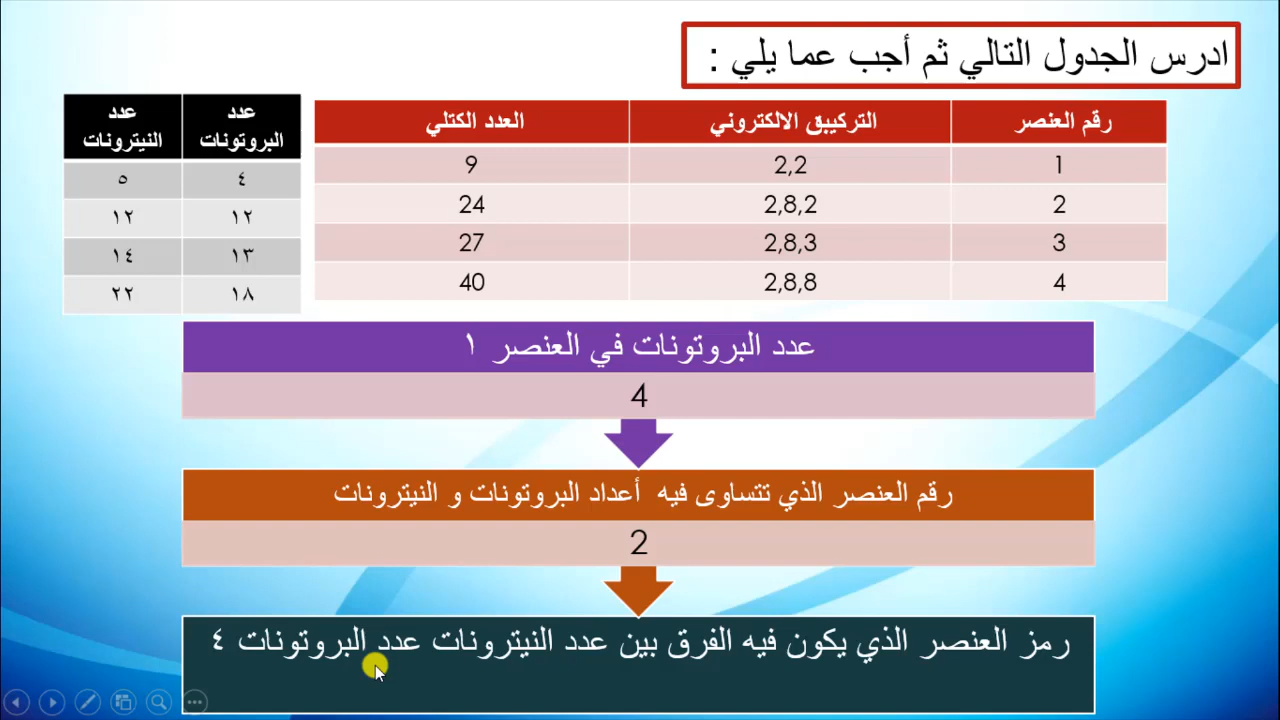 ادرس الجدول التالي ثم أجب عما يلي :
رقم العنصر التركيبق الالكتروني العدد الكتلي
1 2,2 9
2 2,8,2 24
3 2,8,3 27
4 2,8,8 40
عدد البروتونات عدد النيترونات
٤ ٥
١٢ ١٢
١٣ ١٤
١٨ ٢٢
عدد البروتونات في العنصر ١
4
رقم العنصر الذي تتساوى فيه أعداد البروتونات و النيترونات
2
رمز العنصر الذي يكون فيه الفرق بين عدد النيترونات عدد البروتونات ٤